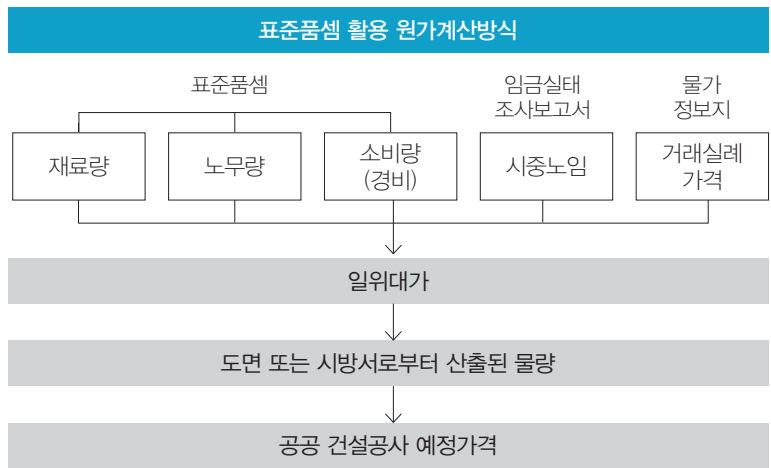 표준품셈 활용 원가계산방식
표준품셈
임금실태
조사보고서
물가
정보지
재료량
노무량
소비량
(경비)
시중노임
거래실례
가격
일위대가
도면 또는 시방서로부터 산출된 물량
공공 건설공사 예정가격